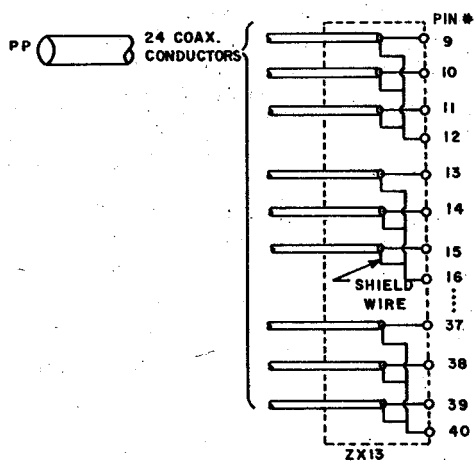 PIN #
PP
24 COAX.
CONDUCTORS
9
10
11
12
13
14
15
16
SHIELD
WIRE
37
38
39
40
ZX13